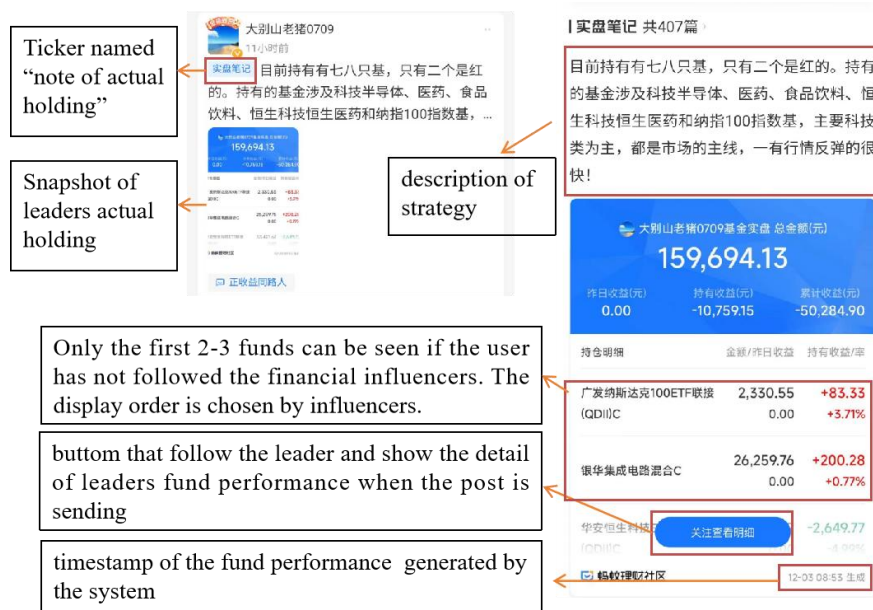 Ticker named
“note of actual
holding”
Snapshot of
leaders actual
holding
大别山老猪0709
11小时前
实盘笔记 目前持有有七八只基，只有二个是红
的。持有的基金涉及科技半导体、医药、食品
饮料、恒生科技恒生医药和纳指100指数基，...
159,694.13
正收益同路人
description of
strategy
实盘笔记 共407篇
目前持有有七八只基，只有二个是红的。持有
的基金涉及科技半导体、医药、食品饮料、恒
生科技恒生医药和纳指100指数基，主要科技
类为主，都是市场的主线，一有行情反弹的很
快！
大别山老猪0709基金实盘 总金额(元)
159,694.13
昨日收益(元) 持有收益(元) 累计收益(元)
0.00 -10,759.15 -50,284.90
持仓明细 金额/昨日收益 持有收益/率
广发纳斯达克100ETF联接 2,330.55 +83.33
(QDII)C 0.00 +3.71%
银华集成电路混合C 26,259.76 +200.28
0.00 +0.77%
华安恒生科技 -2,649.77
(QDII)C -4.99%
关注查看明细
蚂蚁理财社区 12-03 08:53 生成
Only the first 2-3 funds can be seen if the user
has not followed the financial influencers. The
display order is chosen by influencers.
buttom that follow the leader and show the detail
of leaders fund performance when the post is
sending
timestamp of the fund performance generated by
the system